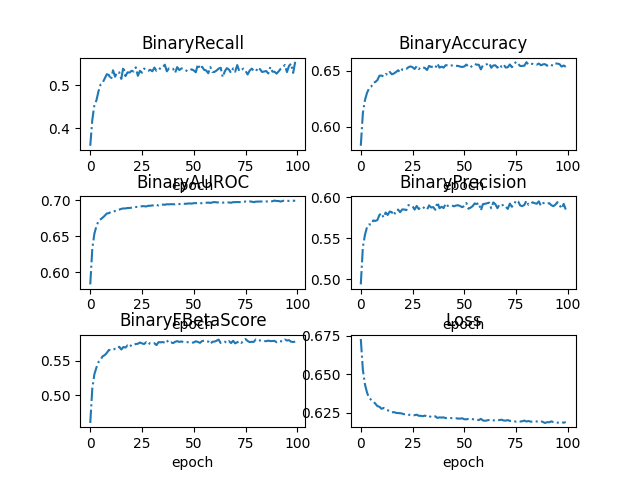 BinaryRecall
0.5
0.4
0 25 50 75 100
epoch
BinaryAccuracy
0.65
0.60
0 25 50 75 100
epoch
BinaryAUROC
0.70
0.65
0.60
0 25 50 75 100
epoch
BinaryPrecision
0.60
0.55
0.50
0 25 50 75 100
epoch
BinaryFBetaScore
0.55
0.50
0 25 50 75 100
epoch
Loss
0.675
0.650
0.625
0 25 50 75 100
epoch